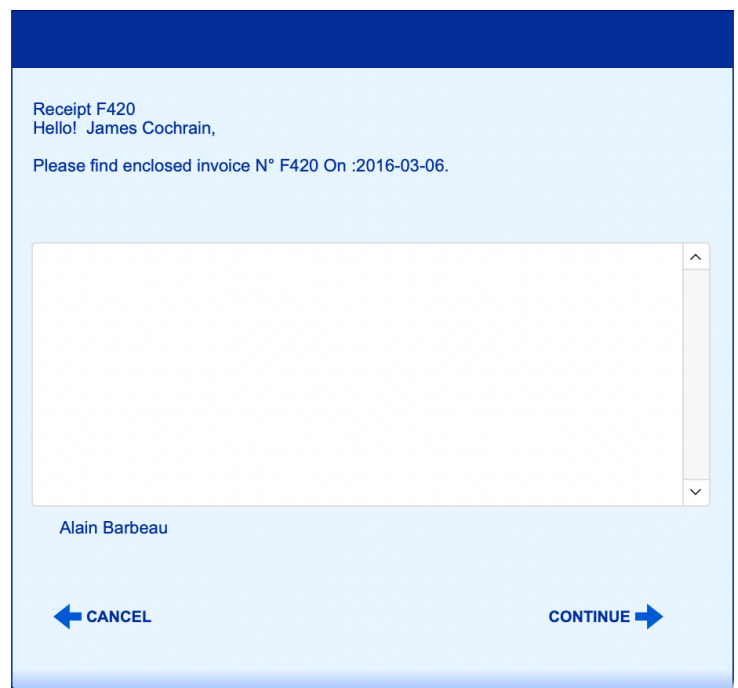 Receipt F420
Hello!  James Cochrain,
Please find enclosed invoice N° F420 On :2016-03-06.
Alain Barbeau
CANCEL
CONTINUE